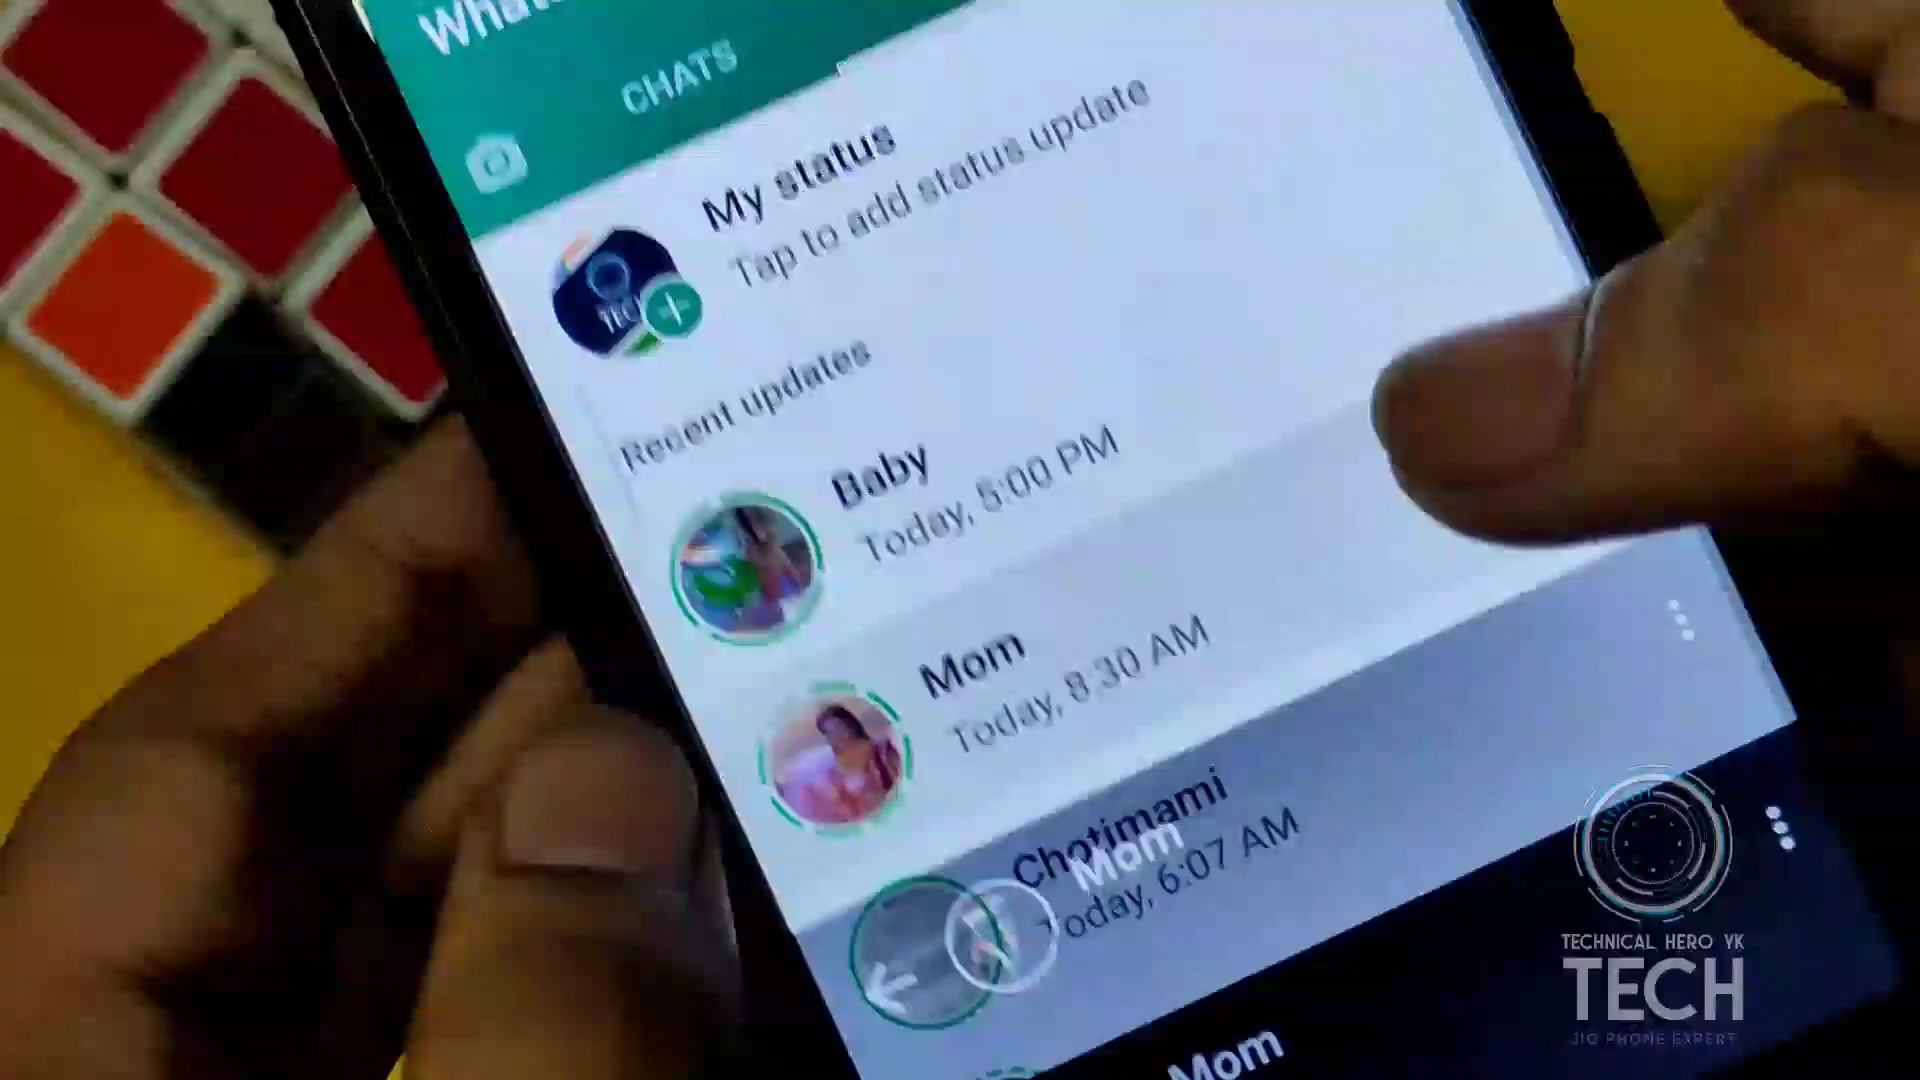 CHATS
My status
Tap to add status update
Recent updates
Baby
Today, 5:00 PM
Mom
Today, 8:30 AM
Chotimami
Mom
Today, 6:07 AM
Mom
TECHNICAL HERO YK
TECH
JIO PHONE EXPERT